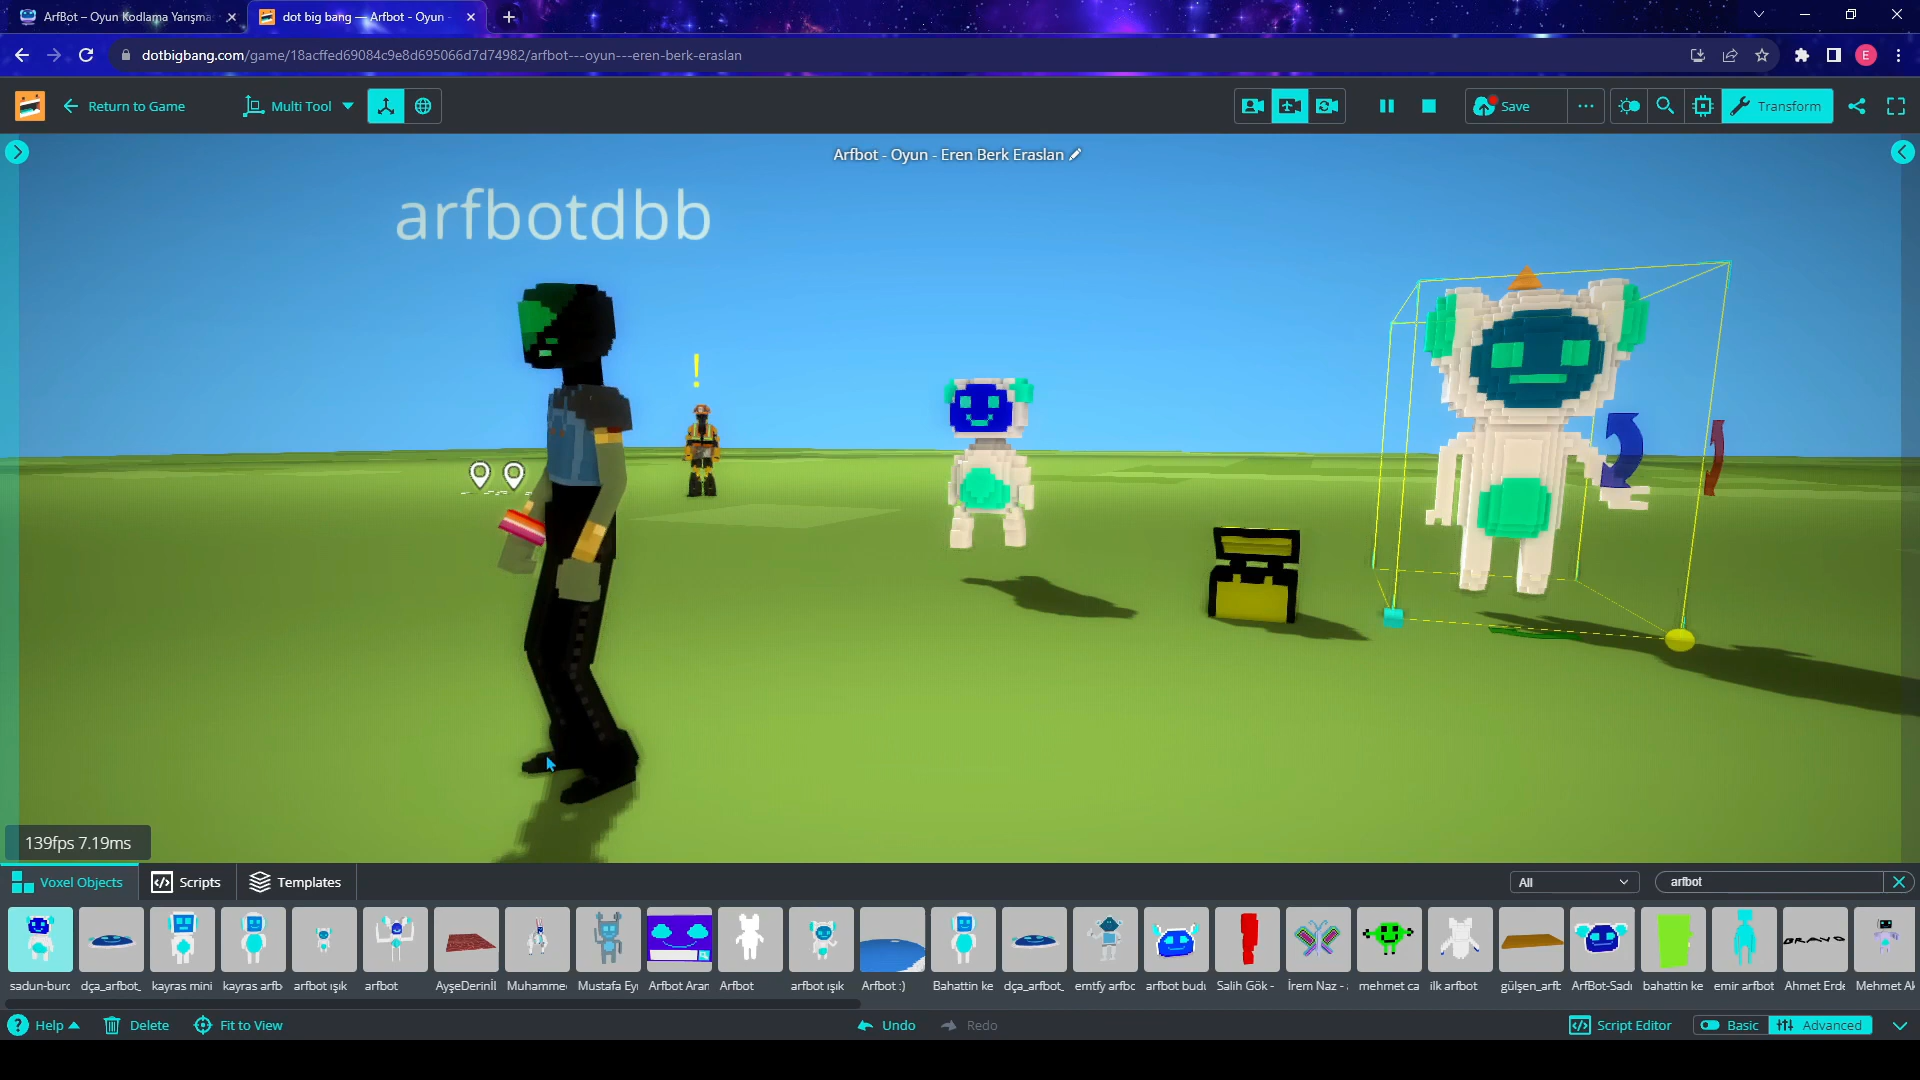 ArfBot – Oyun Kodlama Yarışma
dot big bang — Arfbot - Oyun -
dotbigbang.com/game/18acffed69084c9e8d695066d7d74982/arfbot---oyun---eren-berk-eraslan
E
Return to Game
Multi Tool
Save
Transform
Arfbot - Oyun - Eren Berk Eraslan
arfbotdbb
!
139fps 7.19ms
Voxel Objects
Scripts
Templates
All
arfbot
sadun-burc
dça_arfbot_
kayras mini
kayras arfb
arfbot ışık
arfbot
AyşeDerinİl
Muhamme
Mustafa Ey
Arfbot Arar
Arfbot
arfbot ışık
Arfbot :)
Bahattin ke
dça_arfbot_
emtfy arfbc
arfbot budu
Salih Gök -
İrem Naz -
mehmet ca
ilk arfbot
gülşen_arfb
ArfBot-Sadı
bahattin ke
emir arfbot
Ahmet Erde
Mehmet Al
Help
Delete
Fit to View
Undo
Redo
Script Editor
Basic
Advanced